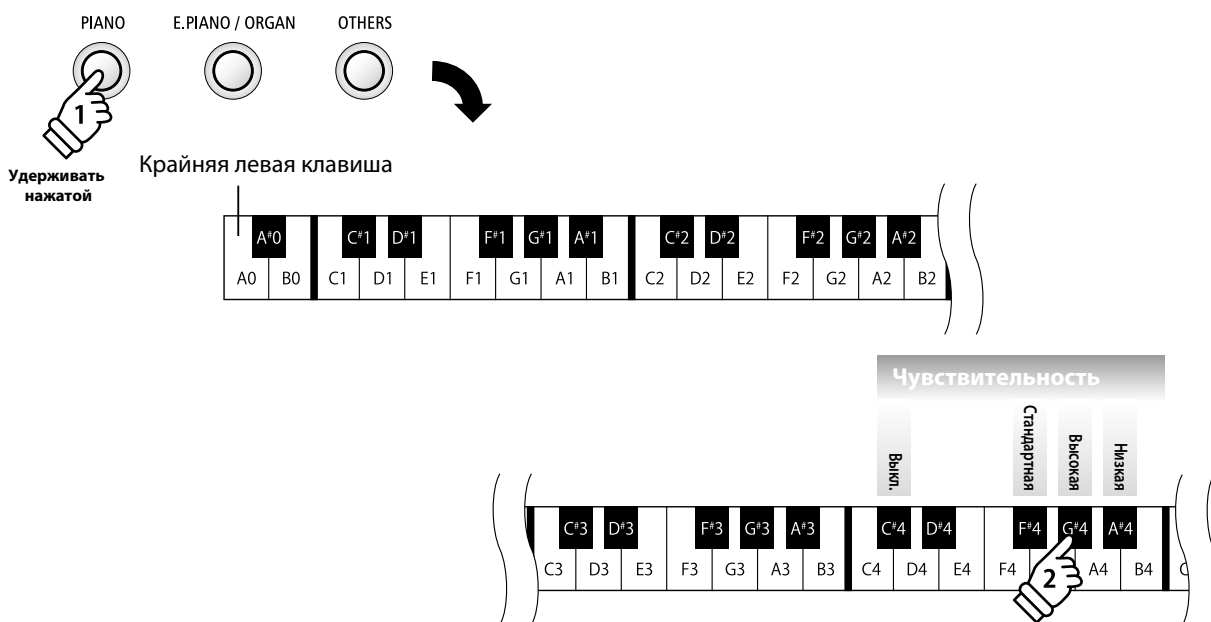 PIANO E.PIANO / ORGAN OTHERS
1
Удерживать
нажатой
Крайняя левая клавиша
A#0 C#1 D#1 F#1 G#1 A#1 C#2 D#2 F#2 G#2 A#2
A0 B0 C1 D1 E1 F1 G1 A1 B1 C2 D2 E2 F2 G2 A2 B2
Чувствительность
Выкл. Стандартная Высокая Низкая
C#3 D#3 F#3 G#3 A#3 C#4 D#4 F#4 G#4 A#4
C3 D3 E3 F3 G3 A3 B3 C4 D4 E4 F4 A4 B4 C
2